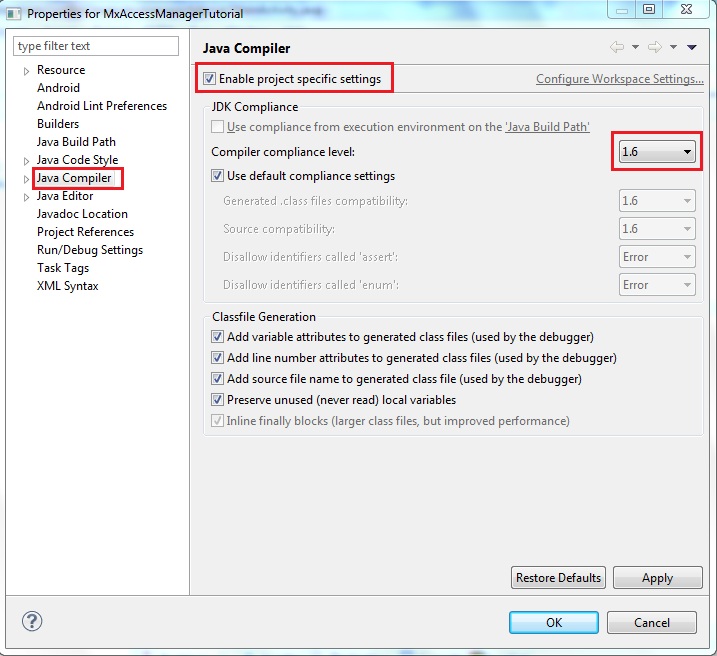 Properties for MxAccessManagerTutorial
type filter text
Resource
Android
Android Lint Preferences
Builders
Java Build Path
Java Code Style
Java Compiler
Java Editor
Javadoc Location
Project References
Run/Debug Settings
Task Tags
XML Syntax
Java Compiler
Enable project specific settings
Configure Workspace Settings...
JDK Compliance
Use compliance from execution environment on the 'Java Build Path'
Compiler compliance level: 1.6
Use default compliance settings
Generated .class files compatibility: 1.6
Source compatibility: 1.6
Disallow identifiers called 'assert': Error
Disallow identifiers called 'enum': Error
Classfile Generation
Add variable attributes to generated class files (used by the debugger)
Add line number attributes to generated class files (used by the debugger)
Add source file name to generated class file (used by the debugger)
Preserve unused (never read) local variables
Inline finally blocks (larger class files, but improved performance)
Restore Defaults Apply
? OK Cancel